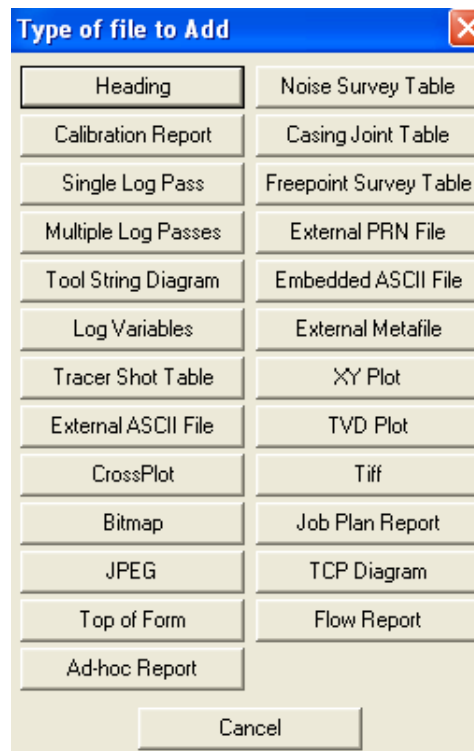 Type of file to Add
Heading
Noise Survey Table
Calibration Report
Casing Joint Table
Single Log Pass
Freepoint Survey Table
Multiple Log Passes
External PRN File
Tool String Diagram
Embedded ASCII File
Log Variables
External Metafile
Tracer Shot Table
XY Plot
External ASCII File
TVD Plot
CrossPlot
Tiff
Bitmap
Job Plan Report
JPEG
TCP Diagram
Top of Form
Flow Report
Ad-hoc Report
Cancel